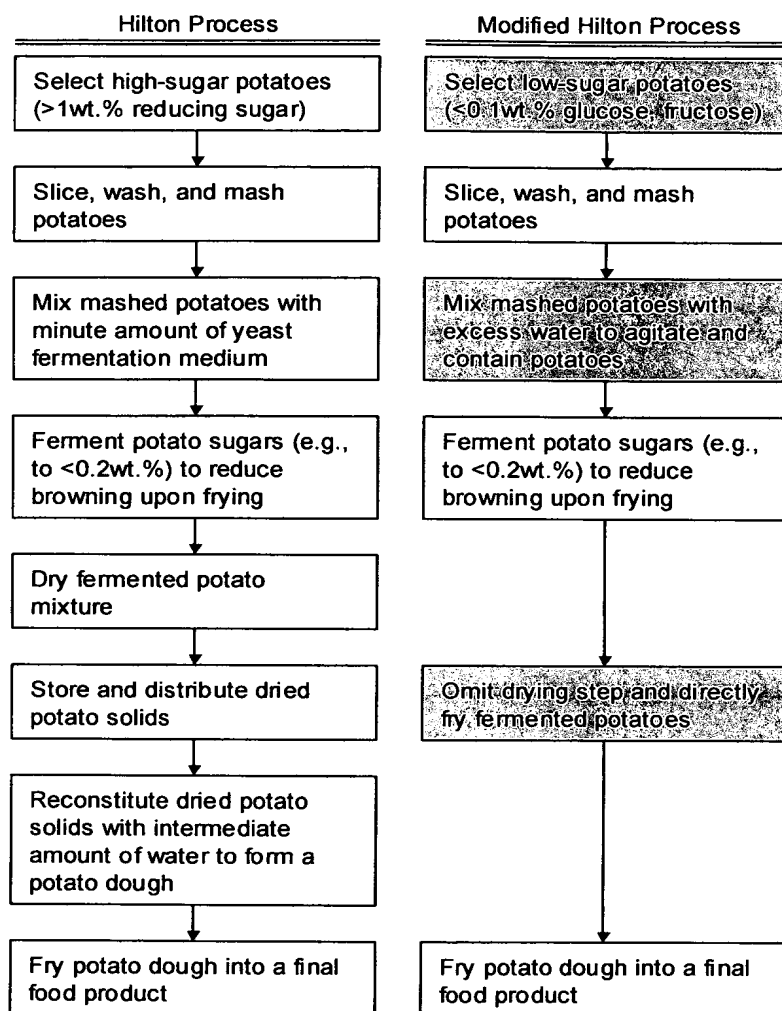 Hilton Process
Select high-sugar potatoes
(>1wt.% reducing sugar)
Slice, wash, and mash
potatoes
Mix mashed potatoes with
minute amount of yeast
fermentation medium
Ferment potato sugars (e.g.,
to <0.2wt.%) to reduce
browning upon frying
Dry fermented potato
mixture
Store and distribute dried
potato solids
Reconstitute dried potato
solids with intermediate
amount of water to form a
potato dough
Fry potato dough into a final
food product
Modified Hilton Process
Select low-sugar potatoes
(<0.1wt.% glucose, fructose)
Slice, wash, and mash
potatoes
Mix mashed potatoes with
excess water to agitate and
contain potatoes
Ferment potato sugars (e.g.,
to <0.2wt.%) to reduce
browning upon frying
Omit drying step and directly
fry fermented potatoes
Fry potato dough into a final
food product